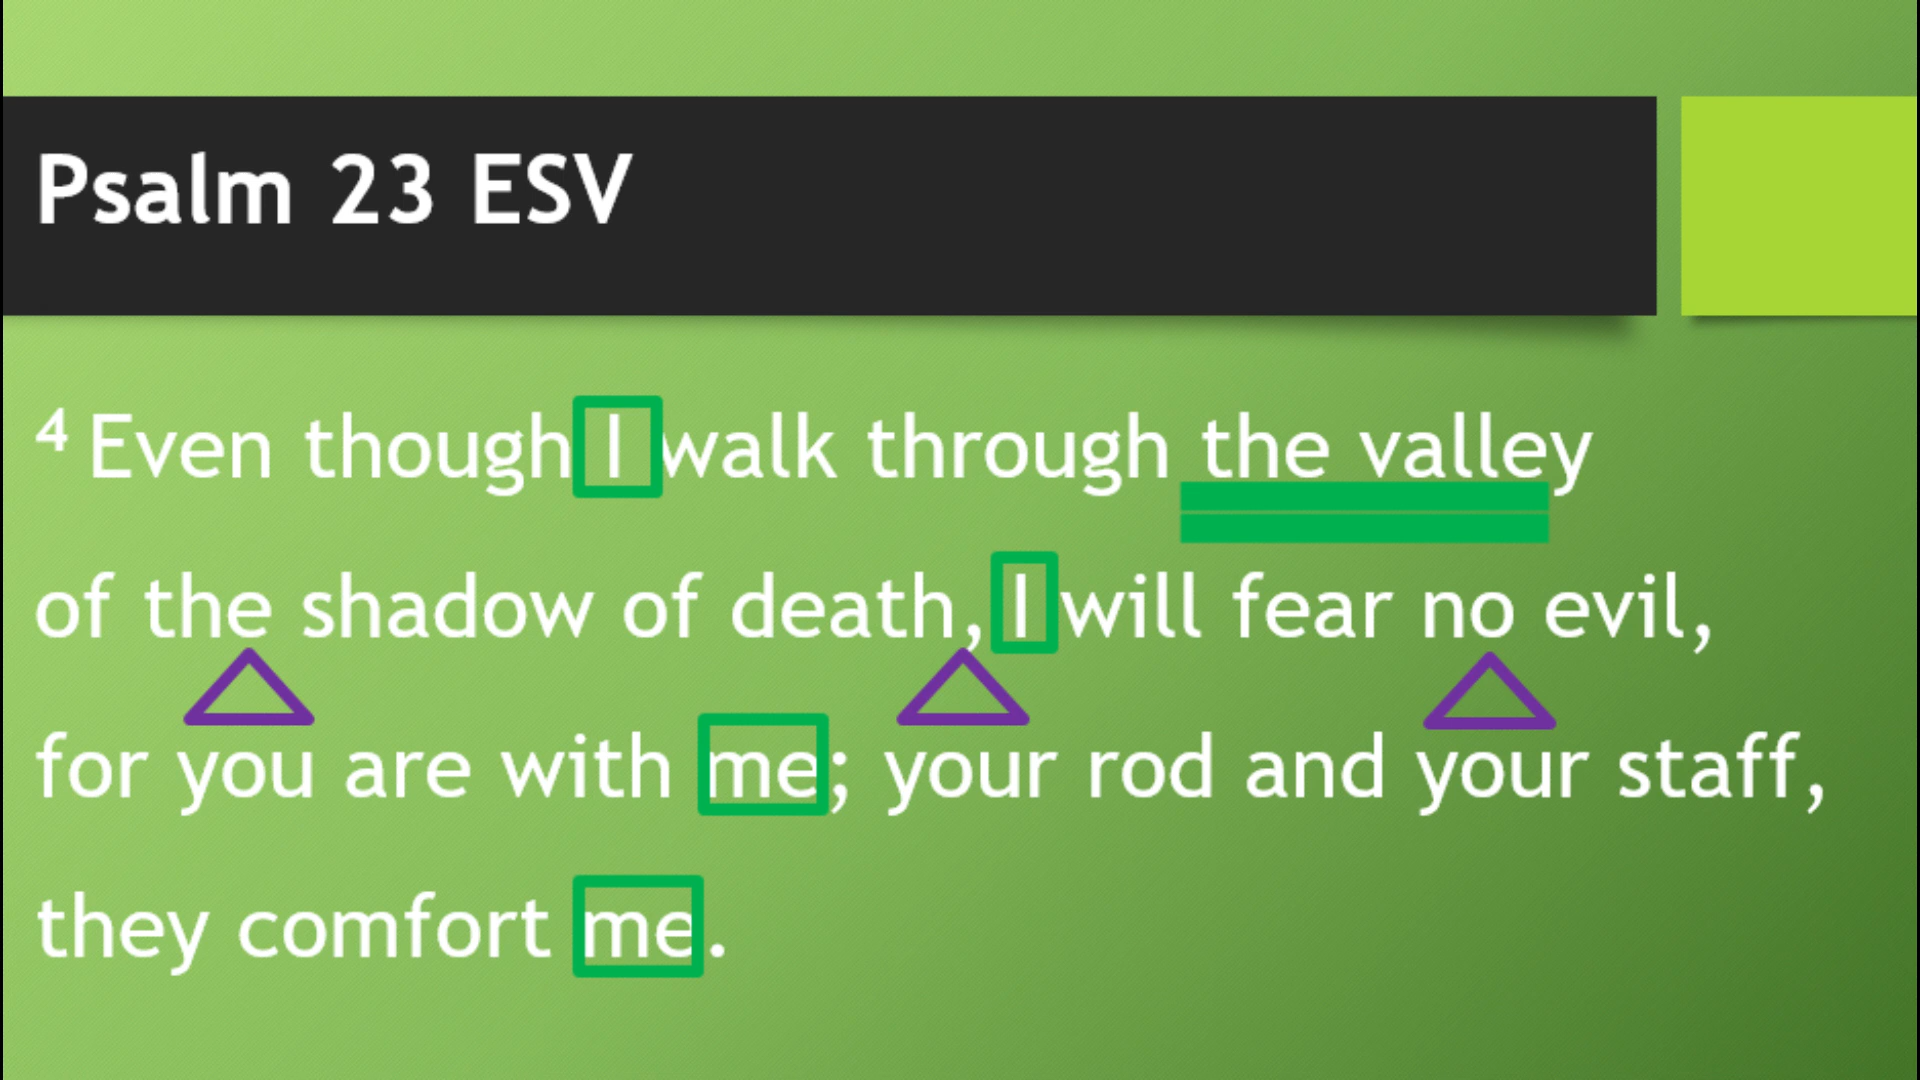 Psalm 23 ESV
4 Even though I walk through the valley
of the shadow of death, I will fear no evil,
for you are with me; your rod and your staff,
they comfort me.